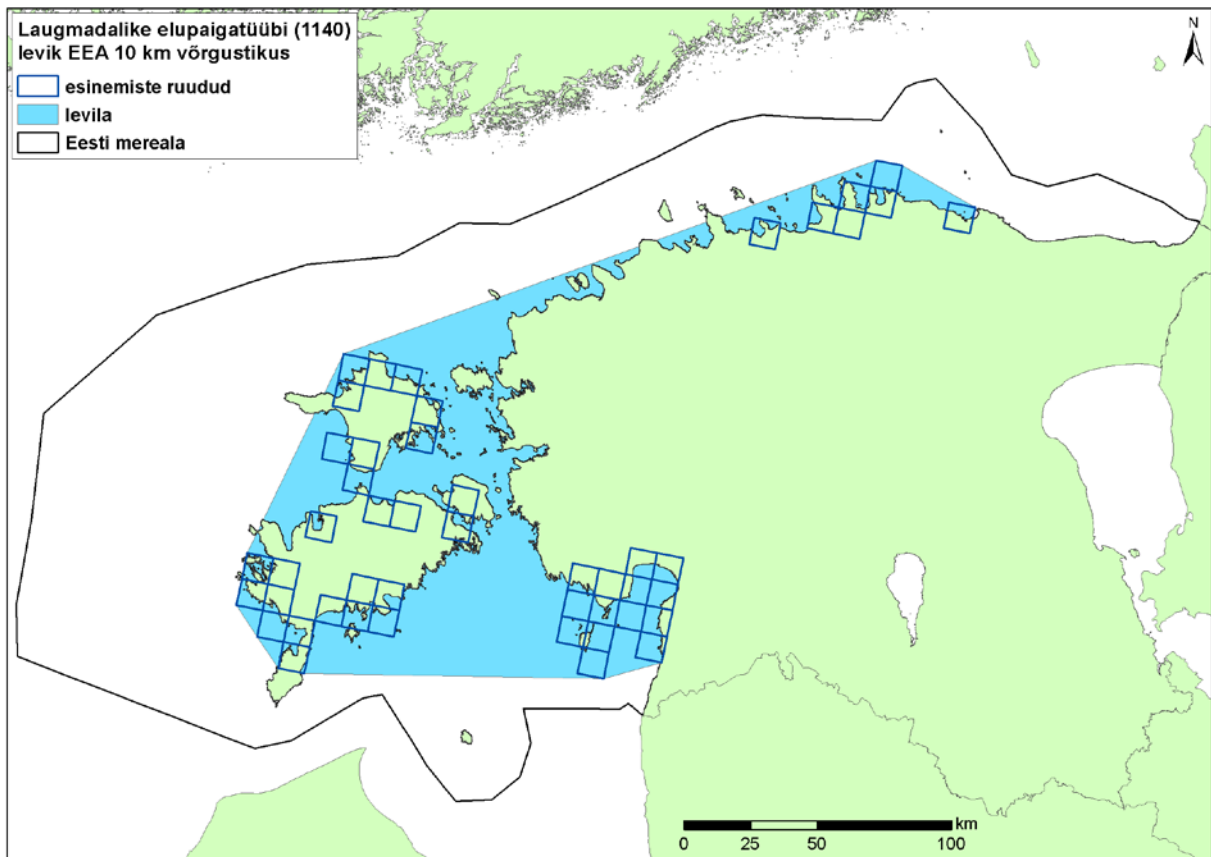 Laugmadalike elupaigatüübi (1140)
levik EEA 10 km võrgustikus
esinemiste ruudud
levila
Eesti mereala
N
km
0 25 50 100